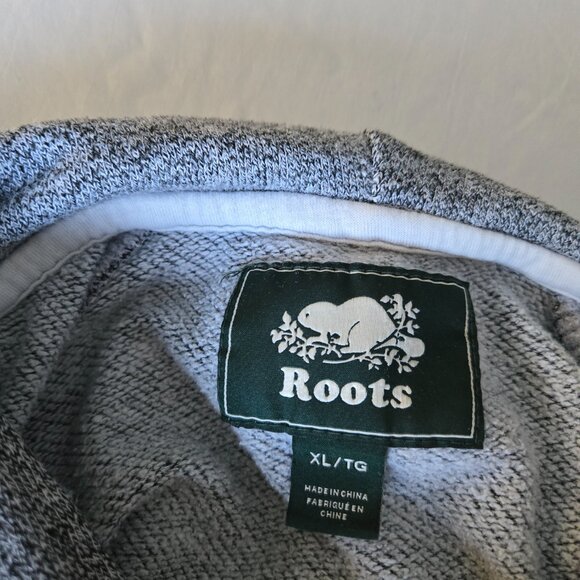 Roots
XL/TG
MADE IN CHINA
FABRIQUÉ EN
CHINE